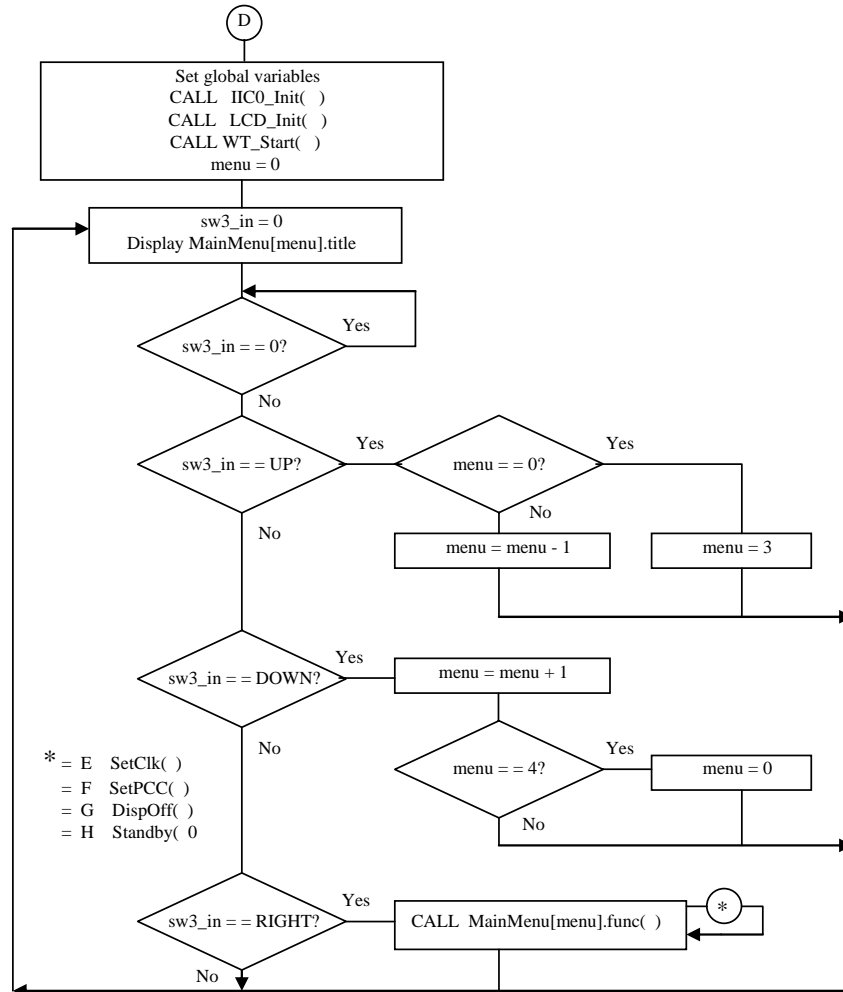 D
Set global variables
CALL IIC0_Init( )
CALL LCD_Init( )
CALL WT_Start( )
menu = 0
sw3_in = 0
Display MainMenu[menu].title
sw3_in = = 0?
Yes
No
sw3_in = = UP?
Yes
menu = = 0?
Yes
No
No
menu = menu - 1
menu = 3
sw3_in = = DOWN?
Yes
menu = menu + 1
No
menu = = 4?
Yes
menu = 0
No
* = E SetClk( )
= F SetPCC( )
= G DispOff( )
= H Standby( 0
sw3_in = = RIGHT?
Yes
CALL MainMenu[menu].func( )
*
No